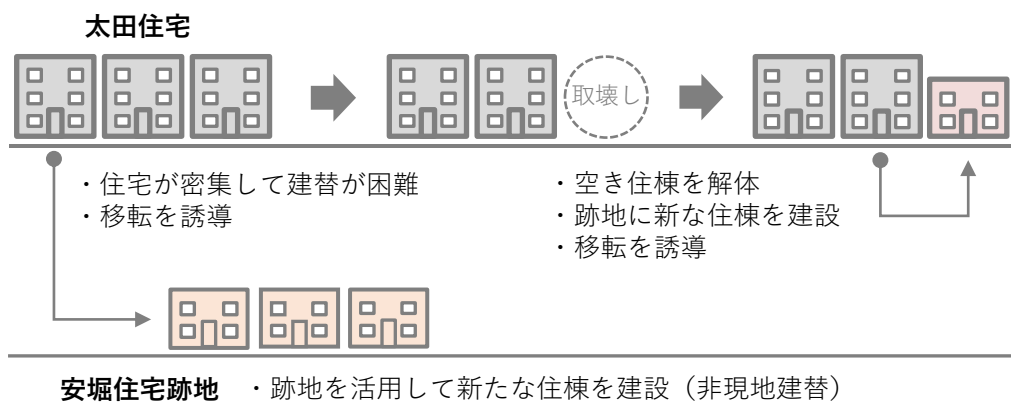 太田住宅
取壊し
・住宅が密集して建替が困難
・移転を誘導
・空き住棟を解体
・跡地に新な住棟を建設
・移転を誘導
安堀住宅跡地 ・跡地を活用して新たな住棟を建設（非現地建替）